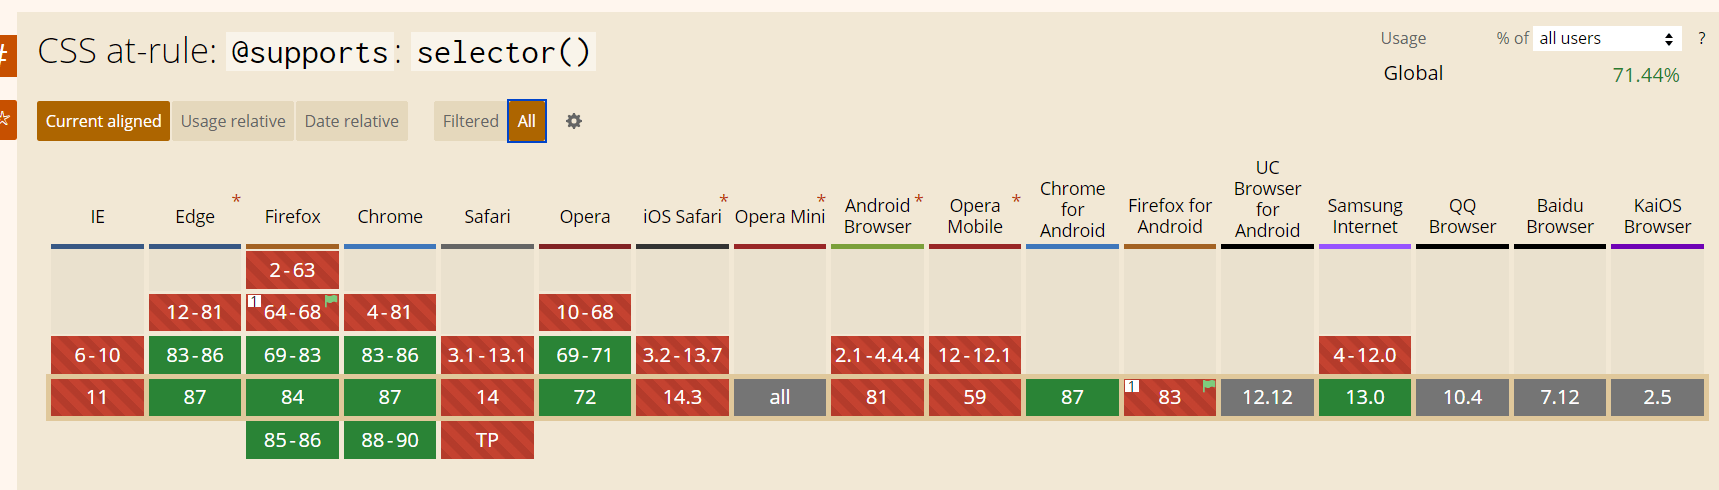 CSS at-rule: @supports: selector()
Usage % of all users ?
Global 71.44%
#
☆
Current aligned Usage relative Date relative Filtered All
IE Edge * Firefox Chrome Safari Opera iOS Safari * Opera Mini * Android Browser * Opera Mobile * Chrome for Android Firefox for Android UC Browser for Android Samsung Internet QQ Browser Baidu Browser KaiOS Browser
2-63
12-81 1 64-68 4-81 10-68
6-10 83-86 69-83 83-86 3.1-13.1 69-71 3.2-13.7 2.1-4.4.4 12-12.1 4-12.0
11 87 84 87 14 72 14.3 all 81 59 87 1 83 12.12 13.0 10.4 7.12 2.5
85-86 88-90 TP